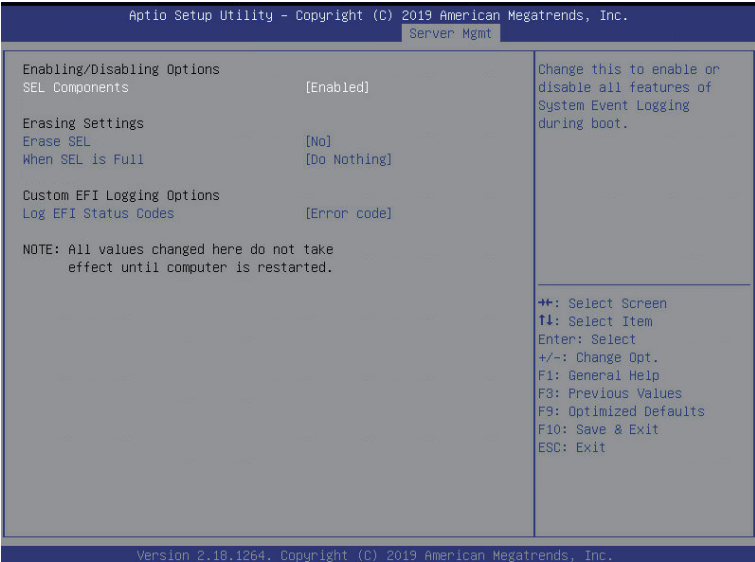 Aptio Setup Utility – Copyright (C) 2019 American Megatrends, Inc.
Server Mgmt
Enabling/Disabling Options
SEL Components [Enabled]
Erasing Settings
Erase SEL [No]
When SEL is Full [Do Nothing]
Custom EFI Logging Options
Log EFI Status Codes [Error code]
NOTE: All values changed here do not take
effect until computer is restarted.
Change this to enable or
disable all features of
System Event Logging
during boot.
→←: Select Screen
↑↓: Select Item
Enter: Select
+/-: Change Opt.
F1: General Help
F3: Previous Values
F9: Optimized Defaults
F10: Save & Exit
ESC: Exit
Version 2.18.1264. Copyright (C) 2019 American Megatrends, Inc.